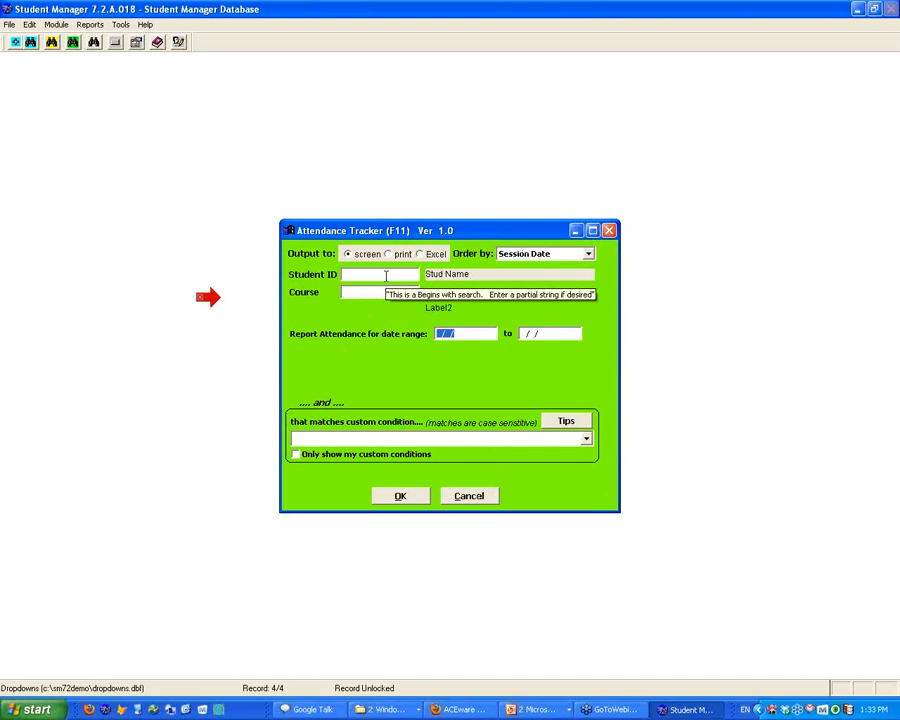 Student Manager 7.2.A.018 - Student Manager Database
File Edit Module Reports Tools Help
Attendance Tracker (F11) Ver 1.0
Output to: screen print Excel Order by: Session Date
Student ID Stud Name
Course
"This is a Begins with search. Enter a partial string if desired"
Label2
Report Attendance for date range: / / to / /
.... and ....
that matches custom condition.... (matches are case sensitive) Tips
Only show my custom conditions
OK Cancel
Dropdowns (c:\sm72demo\dropdowns.dbf) Record: 4/4 Record Unlocked
start Google Talk 2 Windo... ACEware ... 2 Micros... GoToWebi... Student M... EN 1:33 PM